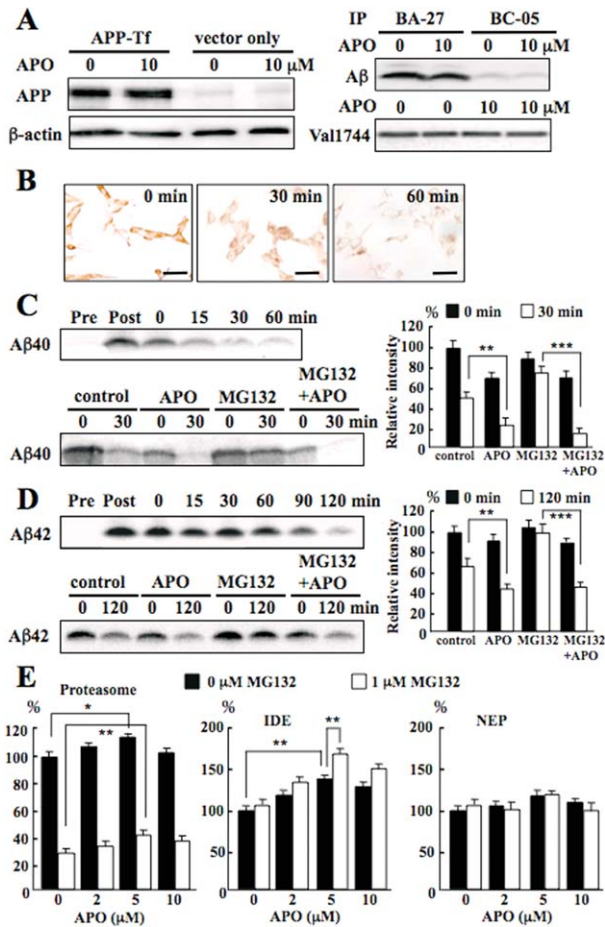 A
APP-Tf vector only
APO 0 10 0 10 μM
APP
β-actin
IP BA-27 BC-05
APO 0 10 0 10 μM
Aβ
APO 0 0 10 10 μM
Val1744
B
0 min 30 min 60 min
C
Pre Post 0 15 30 60 min
Aβ40
control APO MG132 MG132 +APO
0 30 0 30 0 30 0 30 min
Aβ40
% 0 min 30 min
Relative intensity
120
100
80
60
40
20
0
** ***
control APO MG132 MG132 +APO
D
Pre Post 0 15 30 60 90 120 min
Aβ42
control APO MG132 MG132 +APO
0 120 0 120 0 120 0 120 min
Aβ42
% 0 min 120 min
Relative intensity
120
100
80
60
40
20
0
** ***
control APO MG132 MG132 +APO
E
0 μM MG132 1 μM MG132
Proteasome
%
120
100
80
60
40
20
0
*
**
0 2 5 10
APO (μM)
IDE
%
200
150
100
50
0
**
**
0 2 5 10
APO (μM)
NEP
%
200
150
100
50
0
0 2 5 10
APO (μM)